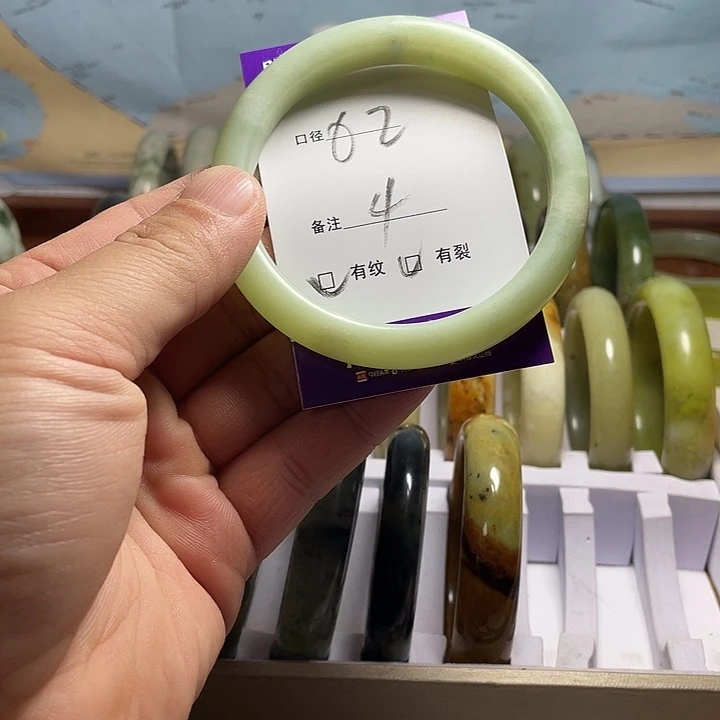 口径 62
备注 4
有纹 有裂